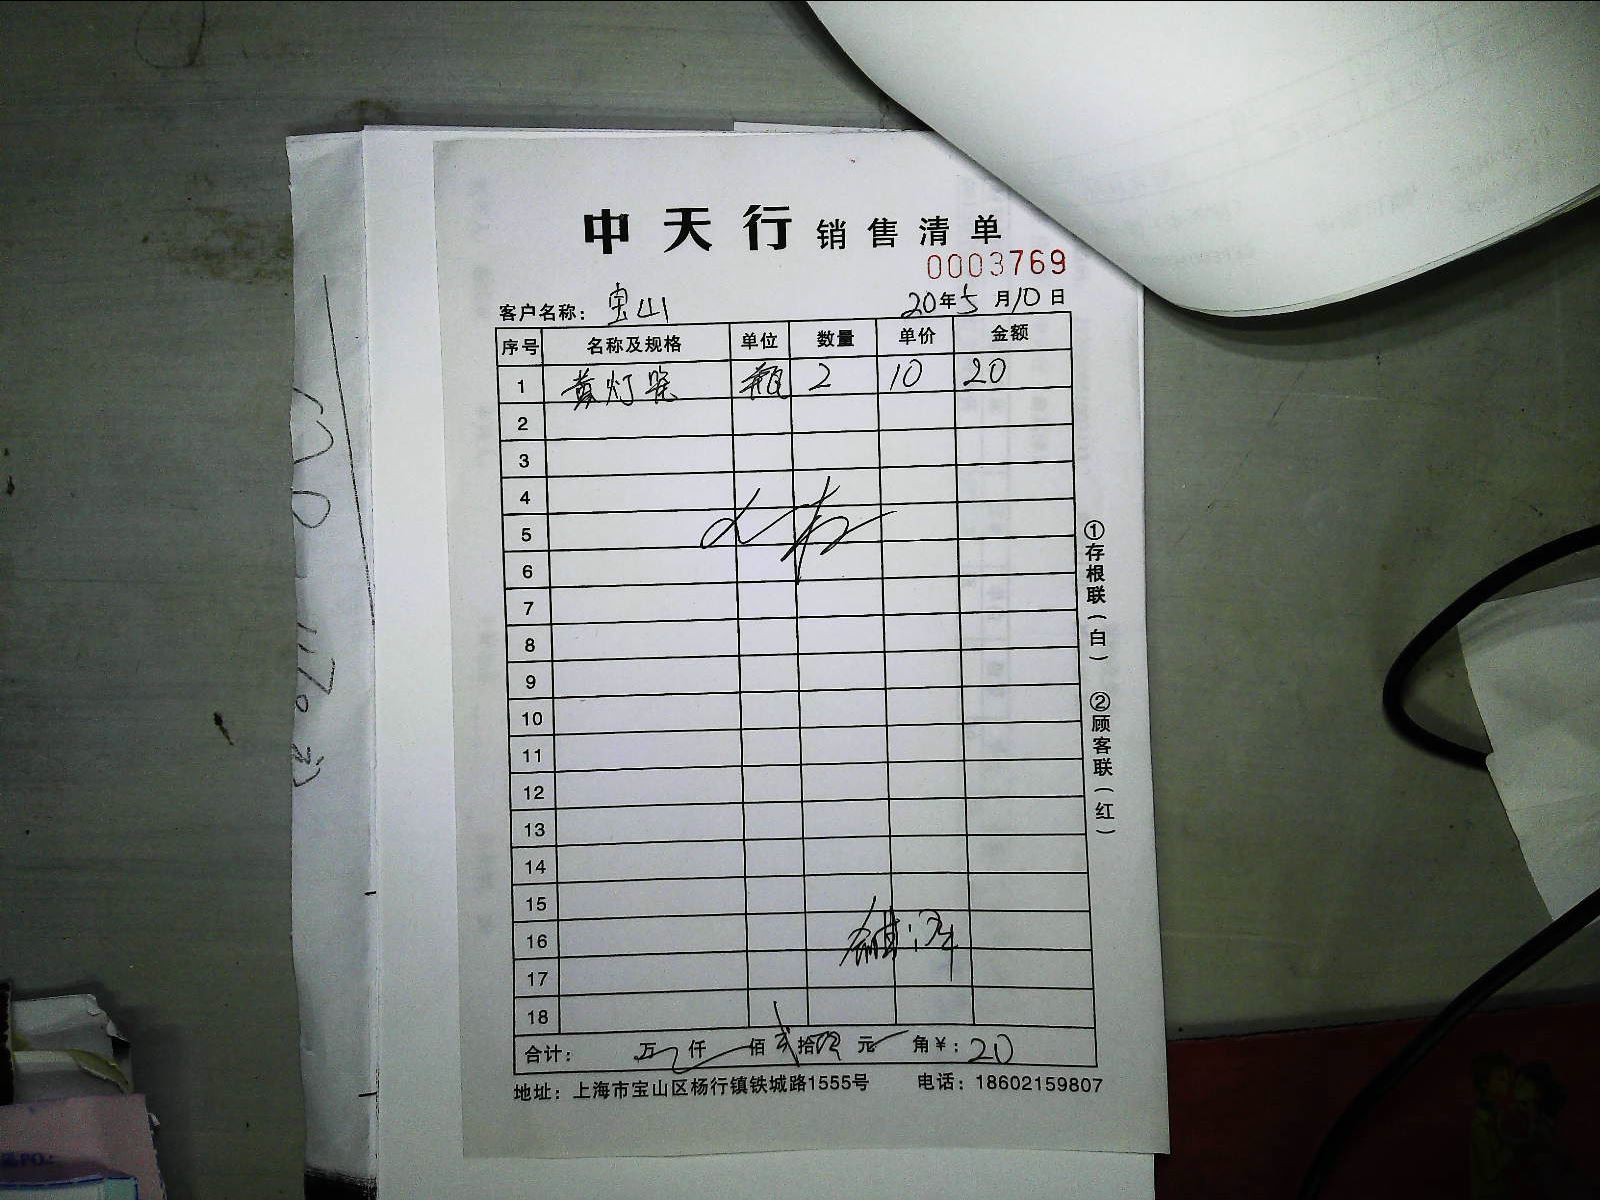 中天行销售清单
0003769
客户名称：宝山 20年5月10日
序号 名称及规格 单位 数量 单价 金额
1 黄灯 瓶 2 10 20
2
3
4
5
6
7
8
9
10
11
12
13
14
15
16
17
18
合计： 万 仟 佰 贰拾零元 角￥：20
地址：上海市宝山区杨行镇铁城路1555号 电话：18602159807
①存根联（白） ②顾客联（红）